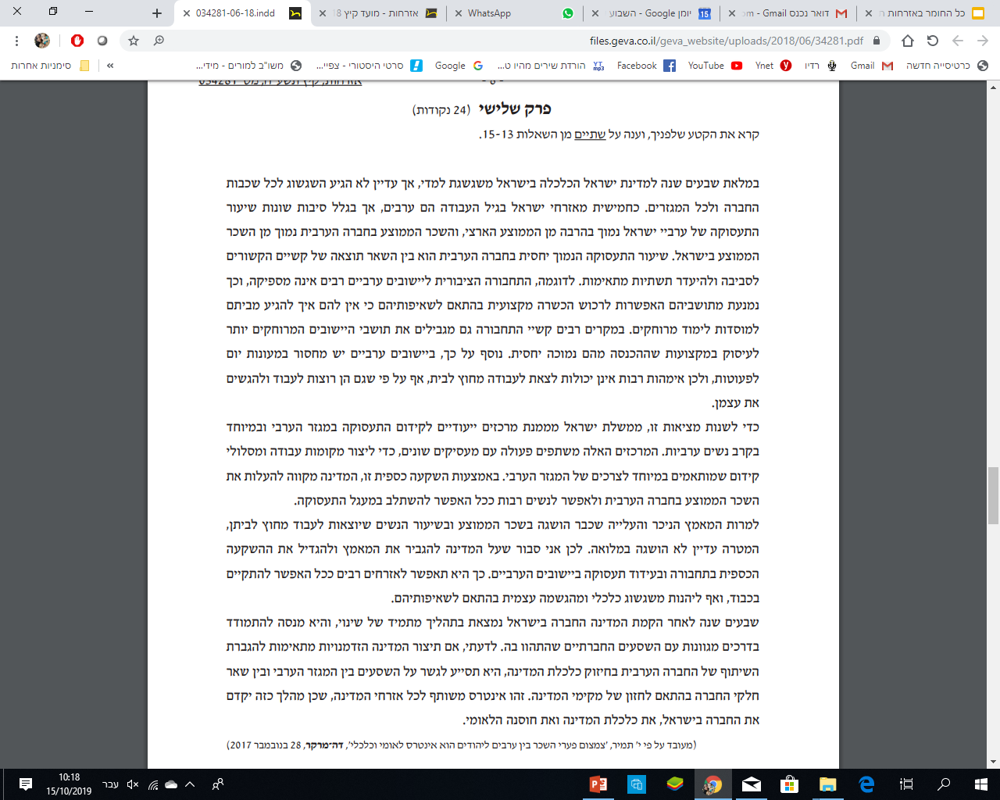 034281-06-18.indd
אזרחות - מועד קיץ 18
WhatsApp
יומן Google - השבוע
דואר נכנס - Gmail
כל החומר באזרחות
files.geva.co.il/geva_website/uploads/2018/06/34281.pdf
כרטיסייה חדשה Gmail רדיו Ynet YouTube Facebook הורדת שירים מהיו ט... Google סרטי היסטורי - צפיי... משו"ב למורים - מידי... » סימניות אחרות
אזרחות, קיץ תשע"ח, מס' 034281
פרק שלישי (24 נקודות)
קרא את הקטע שלפניך, וענה על שתיים מן השאלות 15-13.
במלאת שבעים שנה למדינת ישראל הכלכלה בישראל משגשגת למדי, אך עדיין לא הגיע השגשוג לכל שכבות
החברה ולכל המגזרים. כחמישית מאזרחי ישראל בגיל העבודה הם ערבים, אך בגלל סיבות שונות שיעור
התעסוקה של ערביי ישראל נמוך בהרבה מן הממוצע הארצי, והשכר הממוצע בחברה הערבית נמוך מן השכר
הממוצע בישראל. שיעור התעסוקה הנמוך יחסית בחברה הערבית הוא בין השאר תוצאה של קשיים הקשורים
לסביבה ולהיעדר תשתיות מתאימות. לדוגמה, התחבורה הציבורית ליישובים ערביים רבים אינה מספיקה, וכך
נמנעת מתושביהם האפשרות לרכוש הכשרה מקצועית בהתאם לשאיפותיהם כי אין להם איך להגיע מביתם
למוסדות לימוד מרוחקים. במקרים רבים קשיי התחבורה גם מגבילים את תושבי היישובים המרוחקים יותר
לעיסוק במקצועות שההכנסה מהם נמוכה יחסית. נוסף על כך, ביישובים ערביים יש מחסור במעונות יום
לפעוטות, ולכן אימהות רבות אינן יכולות לצאת לעבודה מחוץ לבית, אף על פי שגם הן רוצות לעבוד ולהגשים
את עצמן.
כדי לשנות מציאות זו, ממשלת ישראל מממנת מרכזים ייעודיים לקידום התעסוקה במגזר הערבי ובמיוחד
בקרב נשים ערביות. המרכזים האלה משתפים פעולה עם מעסיקים שונים, כדי ליצור מקומות עבודה ומסלולי
קידום שמותאמים במיוחד לצרכים של המגזר הערבי. באמצעות השקעה כספית זו, המדינה מקווה להעלות את
השכר הממוצע בחברה הערבית ולאפשר לנשים רבות ככל האפשר להשתלב במעגל התעסוקה.
למרות המאמץ הניכר והעלייה שכבר הושגה בשכר הממוצע ובשיעור הנשים שיוצאות לעבוד מחוץ לביתן,
המטרה עדיין לא הושגה במלואה. לכן אני סבור שעל המדינה להגביר את המאמץ ולהגדיל את ההשקעה
הכספית בתחבורה ובעידוד תעסוקה ביישובים הערביים. כך היא תאפשר לאזרחים רבים ככל האפשר להתקיים
בכבוד, ואף ליהנות משגשוג כלכלי ומהגשמה עצמית בהתאם לשאיפותיהם.
שבעים שנה לאחר הקמת המדינה החברה בישראל נמצאת בתהליך מתמיד של שינוי, והיא מנסה להתמודד
בדרכים מגוונות עם השסעים החברתיים שהתהוו בה. לדעתי, אם תיצור המדינה הזדמנויות מתאימות להגברת
השיתוף של החברה הערבית בחיזוק כלכלת המדינה, היא תסייע לגשר על השסעים בין המגזר הערבי ובין שאר
חלקי החברה בהתאם לחזון של מקימי המדינה. זהו אינטרס משותף לכל אזרחי המדינה, שכן מהלך כזה יקדם
את החברה בישראל, את כלכלת המדינה ואת חוסנה הלאומי.
(מעובד על פי י' תמיר, 'צמצום פערי השכר בין ערבים ליהודים הוא אינטרס לאומי וכלכלי', דה־מרקר, 28 בנובמבר 2017)
עבר 10:18
15/10/2019